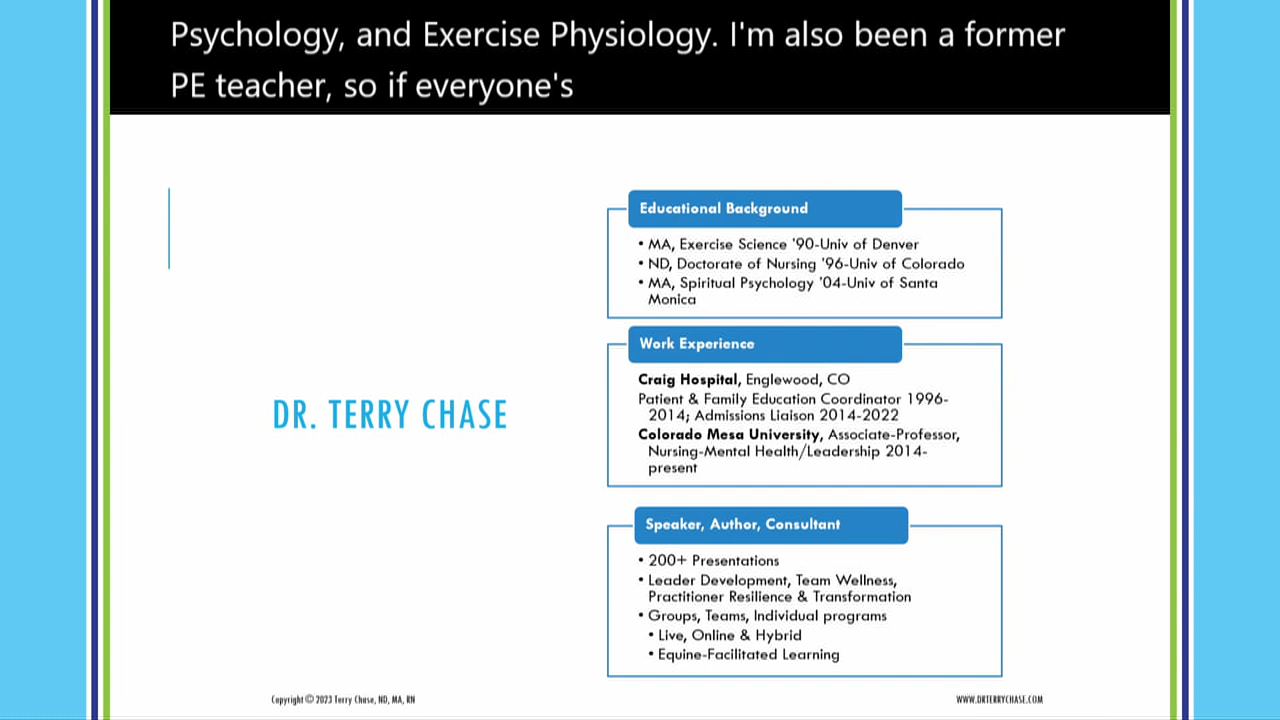 Psychology, and Exercise Physiology. I'm also been a former
PE teacher, so if everyone's
DR. TERRY CHASE
Educational Background
• MA, Exercise Science '90-Univ of Denver
• ND, Doctorate of Nursing '96-Univ of Colorado
• MA, Spiritual Psychology '04-Univ of Santa
Monica
Work Experience
Craig Hospital, Englewood, CO
Patient & Family Education Coordinator 1996-
2014; Admissions Liaison 2014-2022
Colorado Mesa University, Associate-Professor,
Nursing-Mental Health/Leadership 2014-
present
Speaker, Author, Consultant
• 200+ Presentations
• Leader Development, Team Wellness,
Practitioner Resilience & Transformation
• Groups, Teams, Individual programs
• Live, Online & Hybrid
• Equine-Facilitated Learning
Copyright © 2023 Terry Chase, ND, MA, RN
WWW.DRTERRYCHASE.COM